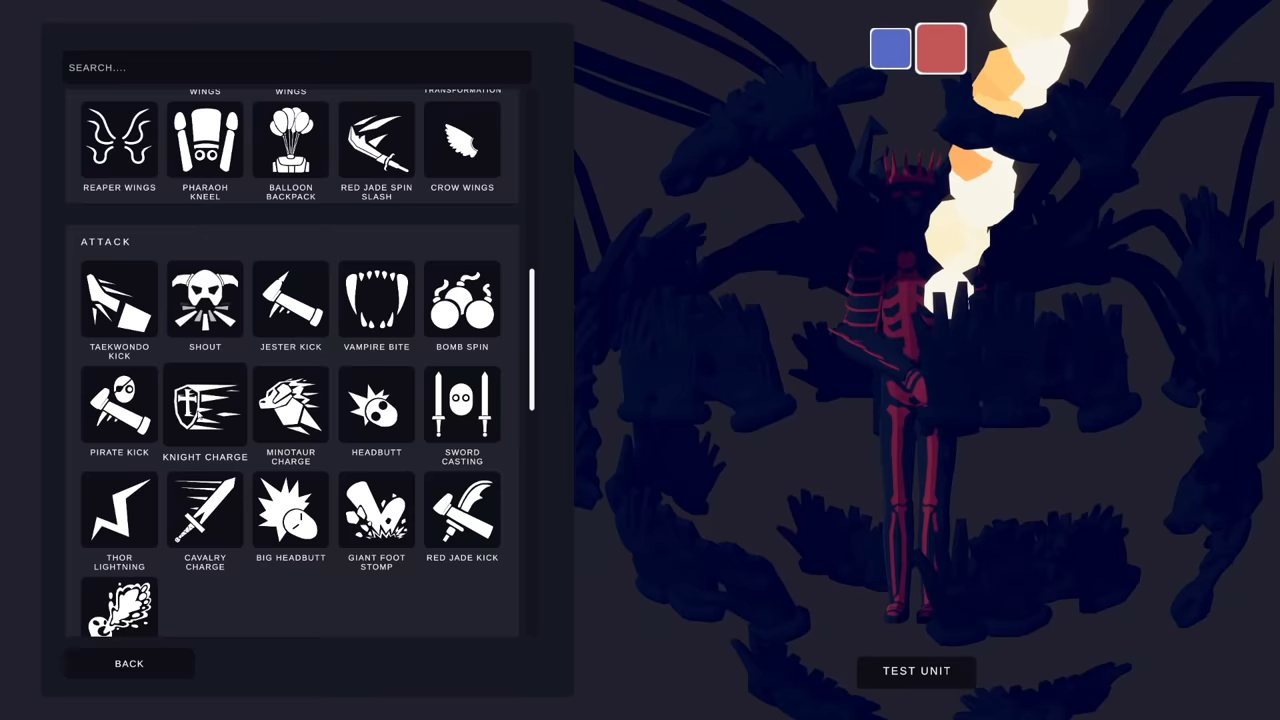 SEARCH....
WINGS
WINGS
TRANSFORMATION
REAPER WINGS
PHARAOH
KNEEL
BALLOON
BACKPACK
RED JADE SPIN
SLASH
CROW WINGS
ATTACK
TAEKWONDO
KICK
SHOUT
JESTER KICK
VAMPIRE BITE
BOMB SPIN
PIRATE KICK
KNIGHT CHARGE
MINOTAUR
CHARGE
HEADBUTT
SWORD
CASTING
THOR
LIGHTNING
CAVALRY
CHARGE
BIG HEADBUTT
GIANT FOOT
STOMP
RED JADE KICK
BACK
TEST UNIT